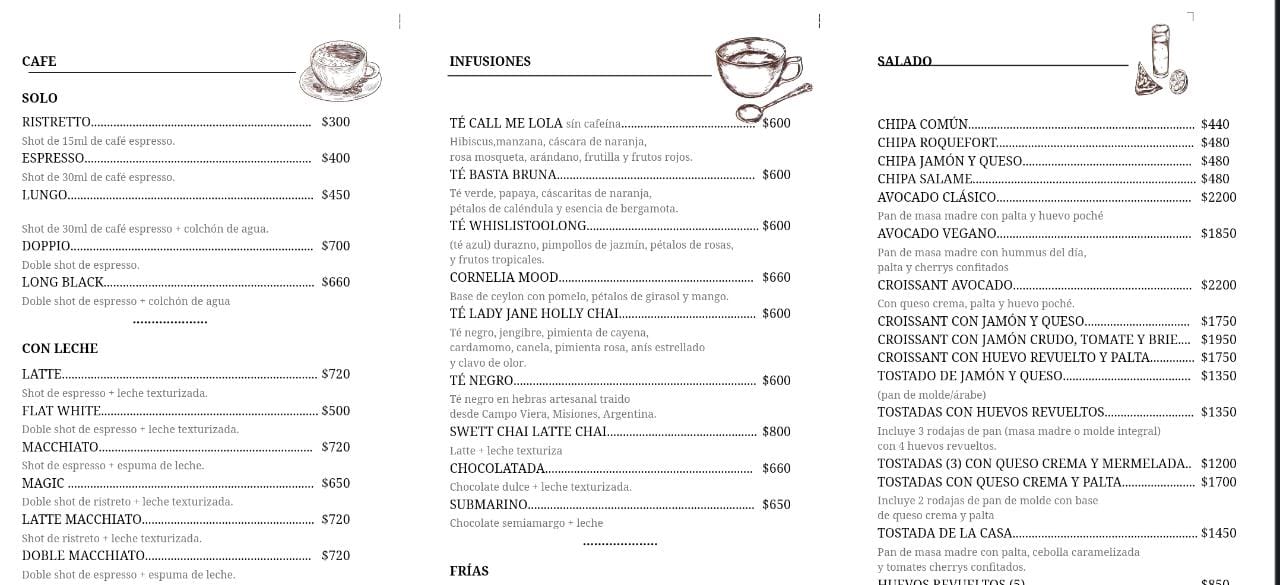 CAFE
SOLO
RISTRETTO............................................................ $300
Shot de 15ml de café espresso.
ESPRESSO............................................................ $400
Shot de 30ml de café espresso.
LUNGO............................................................ $450
Shot de 30ml de café espresso + colchón de agua.
DOPPIO............................................................ $700
Doble shot de espresso.
LONG BLACK............................................................ $660
Doble shot de espresso + colchón de agua
....................
CON LECHE
LATTE............................................................ $720
Shot de espresso + leche texturizada.
FLAT WHITE............................................................ $500
Doble shot de espresso + leche texturizada.
MACCHIATO............................................................ $720
Shot de espresso + espuma de leche.
MAGIC ............................................................ $650
Doble shot de ristreto + leche texturizada.
LATTE MACCHIATO.................................................... $720
Shot de ristretto + leche texturizada.
DOBLE MACCHIATO.................................................... $720
Doble shot de espresso + espuma de leche.
INFUSIONES
TÉ CALL ME LOLA sín cafeína........................................ $600
Hibiscus,manzana, cáscara de naranja,
rosa mosqueta, arándano, frutilla y frutos rojos.
TÉ BASTA BRUNA............................................................ $600
Té verde, papaya, cáscaritas de naranja,
pétalos de caléndula y esencia de bergamota.
TÉ WHISLISTOOLONG.................................................... $600
(té azul) durazno, pimpollos de jazmín, pétalos de rosas,
y frutos tropicales.
CORNELIA MOOD............................................................ $660
Base de ceylon con pomelo, pétalos de girasol y mango.
TÉ LADY JANE HOLLY CHAI......................................... $600
Té negro, jengibre, pimienta de cayena,
cardamomo, canela, pimienta rosa, anís estrellado
y clavo de olor.
TÉ NEGRO............................................................ $600
Té negro en hebras artesanal traido
desde Campo Viera, Misiones, Argentina.
SWETT CHAI LATTE CHAI............................................. $800
Latte + leche texturiza
CHOCOLATADA............................................................ $660
Chocolate dulce + leche texturizada.
SUBMARINO............................................................ $650
Chocolate semiamargo + leche
....................
FRÍAS
SALADO
CHIPA COMÚN............................................................ $440
CHIPA ROQUEFORT.................................................... $480
CHIPA JAMÓN Y QUESO............................................. $480
CHIPA SALAME............................................................ $480
AVOCADO CLÁSICO.................................................... $2200
Pan de masa madre con palta y huevo poché
AVOCADO VEGANO.................................................... $1850
Pan de masa madre con hummus del día,
palta y cherrys confitados
CROISSANT AVOCADO................................................ $2200
Con queso crema, palta y huevo poché.
CROISSANT CON JAMÓN Y QUESO............................. $1750
CROISSANT CON JAMÓN CRUDO, TOMATE Y BRIE.... $1950
CROISSANT CON HUEVO REVUELTO Y PALTA............ $1750
TOSTADO DE JAMÓN Y QUESO................................... $1350
(pan de molde/árabe)
TOSTADAS CON HUEVOS REVUELTOS........................ $1350
Incluye 3 rodajas de pan (masa madre o molde integral)
con 4 huevos revueltos.
TOSTADAS (3) CON QUESO CREMA Y MERMELADA.. $1200
TOSTADAS CON QUESO CREMA Y PALTA.................... $1700
Incluye 2 rodajas de pan de molde con base
de queso crema y palta
TOSTADA DE LA CASA.................................................... $1450
Pan de masa madre con palta, cebolla caramelizada
y tomates cherrys confitados.
HUEVOS REVUELTOS (5)............................................. $850